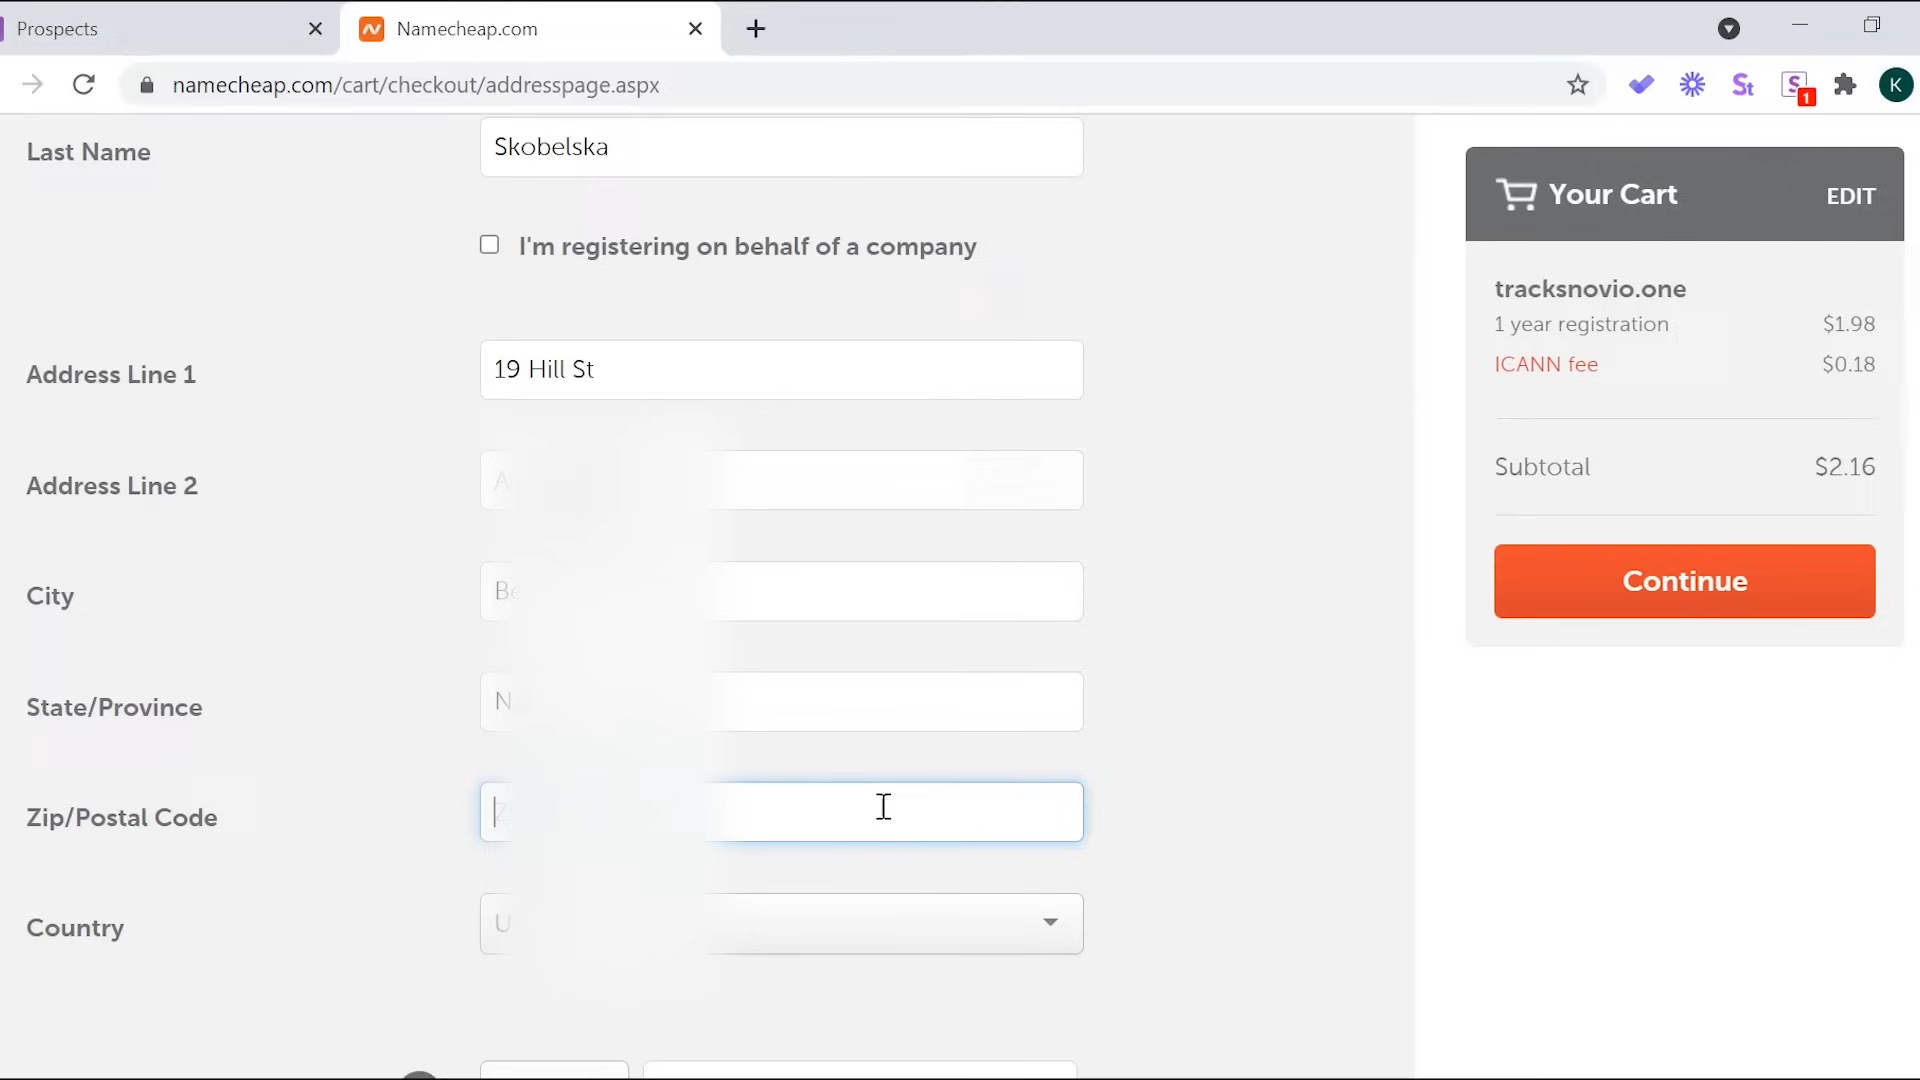 Prospects
Namecheap.com
namecheap.com/cart/checkout/addresspage.aspx
St
S
1
K
Last Name
Skobelska
I'm registering on behalf of a company
Address Line 1
19 Hill St
Address Line 2
City
State/Province
Zip/Postal Code
Country
Your Cart
EDIT
tracksnovio.one
1 year registration $1.98
ICANN fee $0.18
Subtotal $2.16
Continue